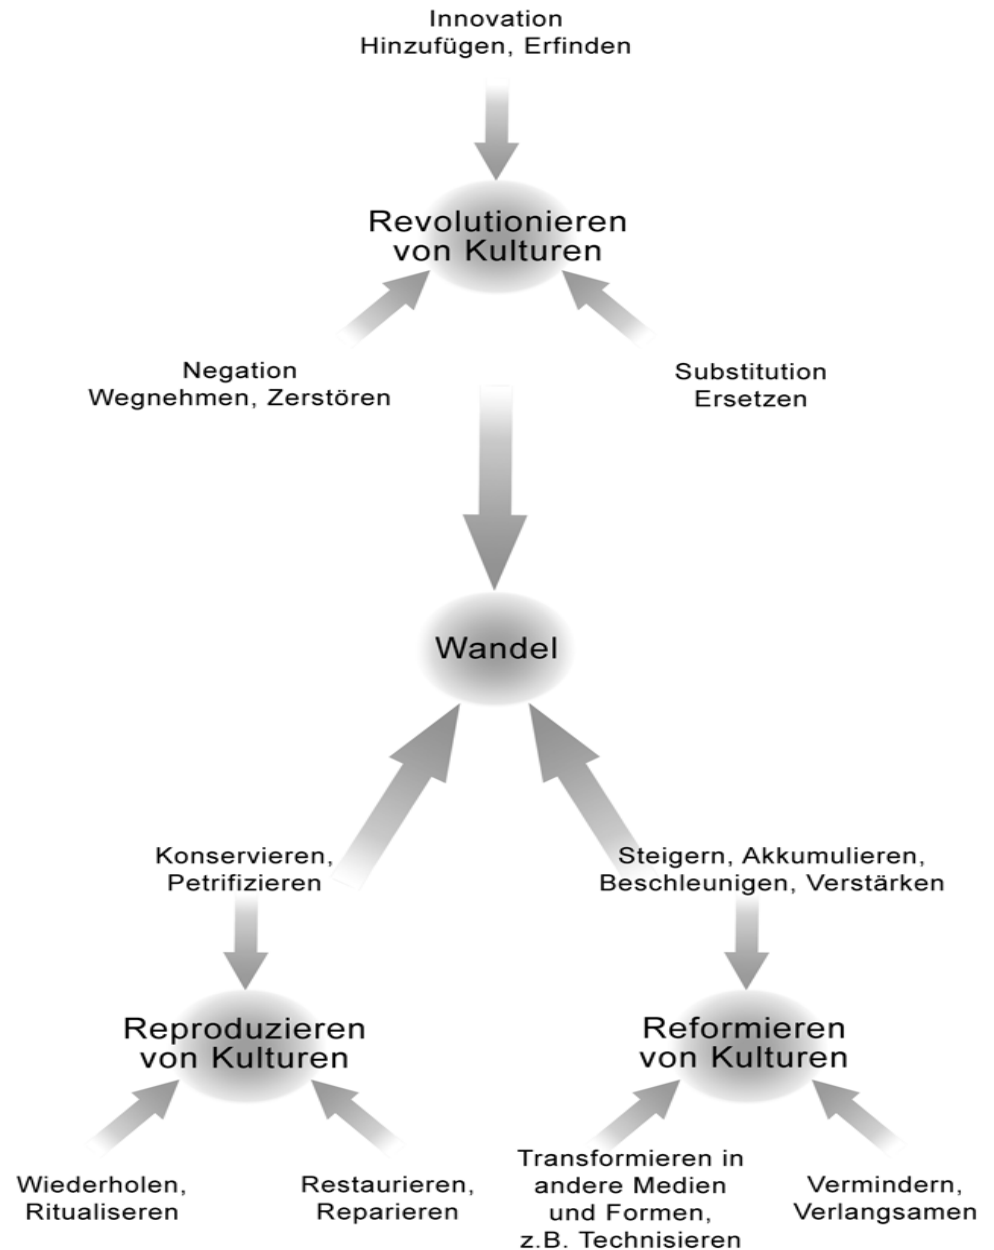 Innovation
Hinzufügen, Erfinden
Revolutionieren
von Kulturen
Negation
Wegnehmen, Zerstören
Substitution
Ersetzen
Wandel
Konservieren,
Petrifizieren
Steigern, Akkumulieren,
Beschleunigen, Verstärken
Reproduzieren
von Kulturen
Reformieren
von Kulturen
Wiederholen,
Ritualiseren
Restaurieren,
Reparieren
Transformieren in
andere Medien
und Formen,
z.B. Technisieren
Vermindern,
Verlangsamen